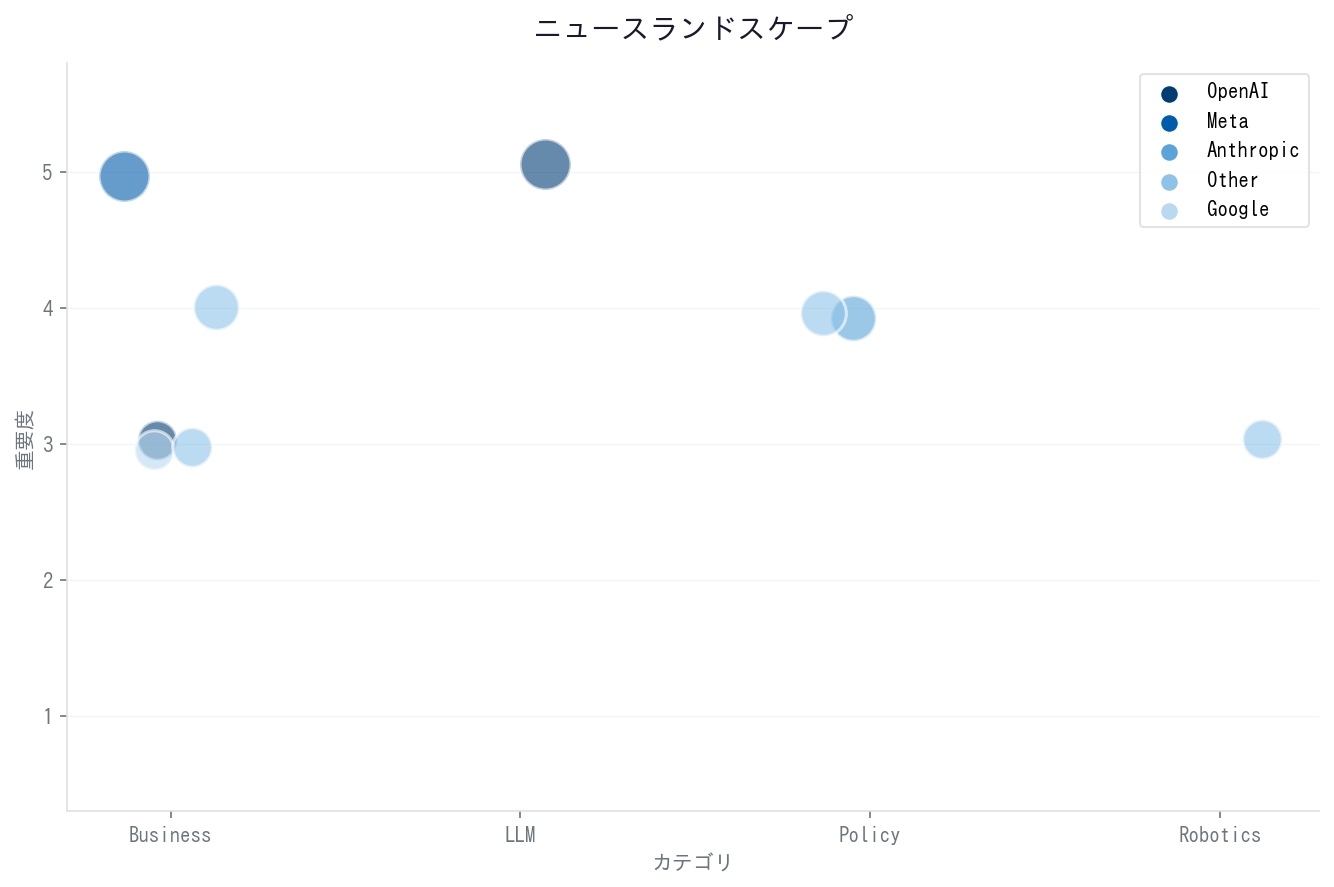 ニュースランドスケープ
OpenAI
Meta
Anthropic
Other
Google
5
4
3
2
1
重要度
Business
LLM
Policy
Robotics
カテゴリ